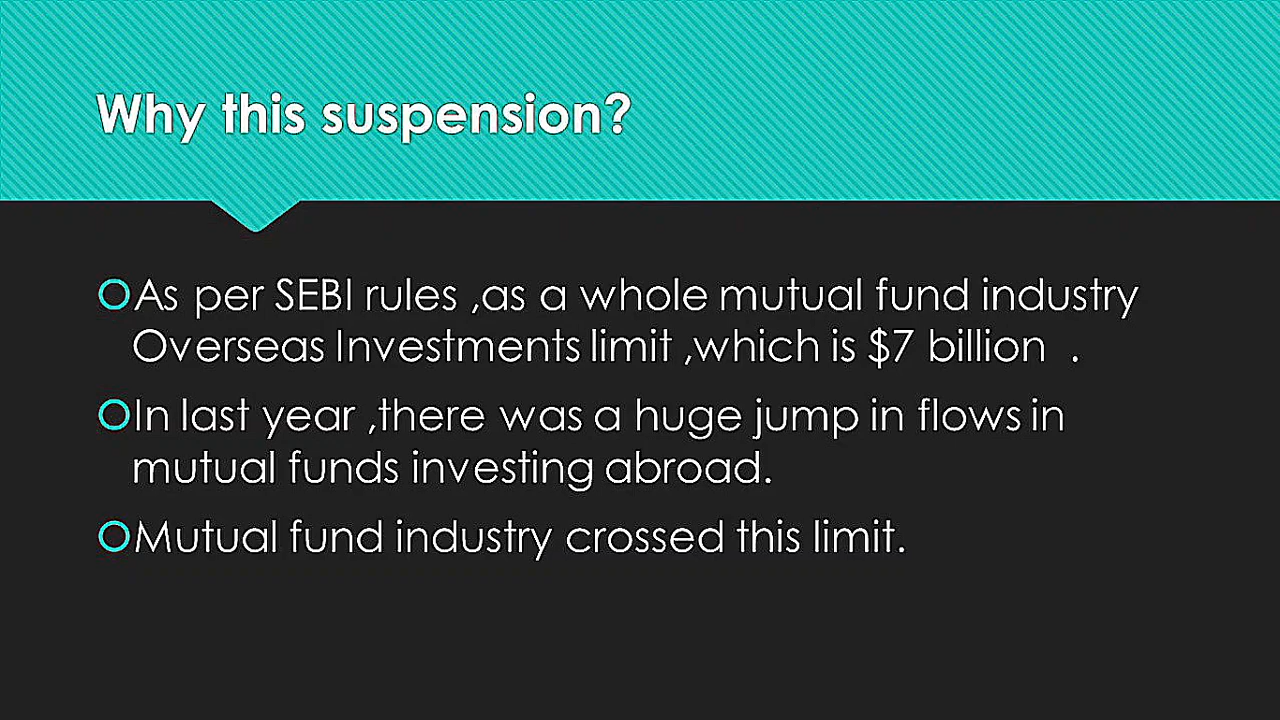 Why this suspension?
As per SEBI rules ,as a whole mutual fund industry
Overseas Investments limit ,which is $7 billion .
In last year ,there was a huge jump in flows in
mutual funds investing abroad.
Mutual fund industry crossed this limit.